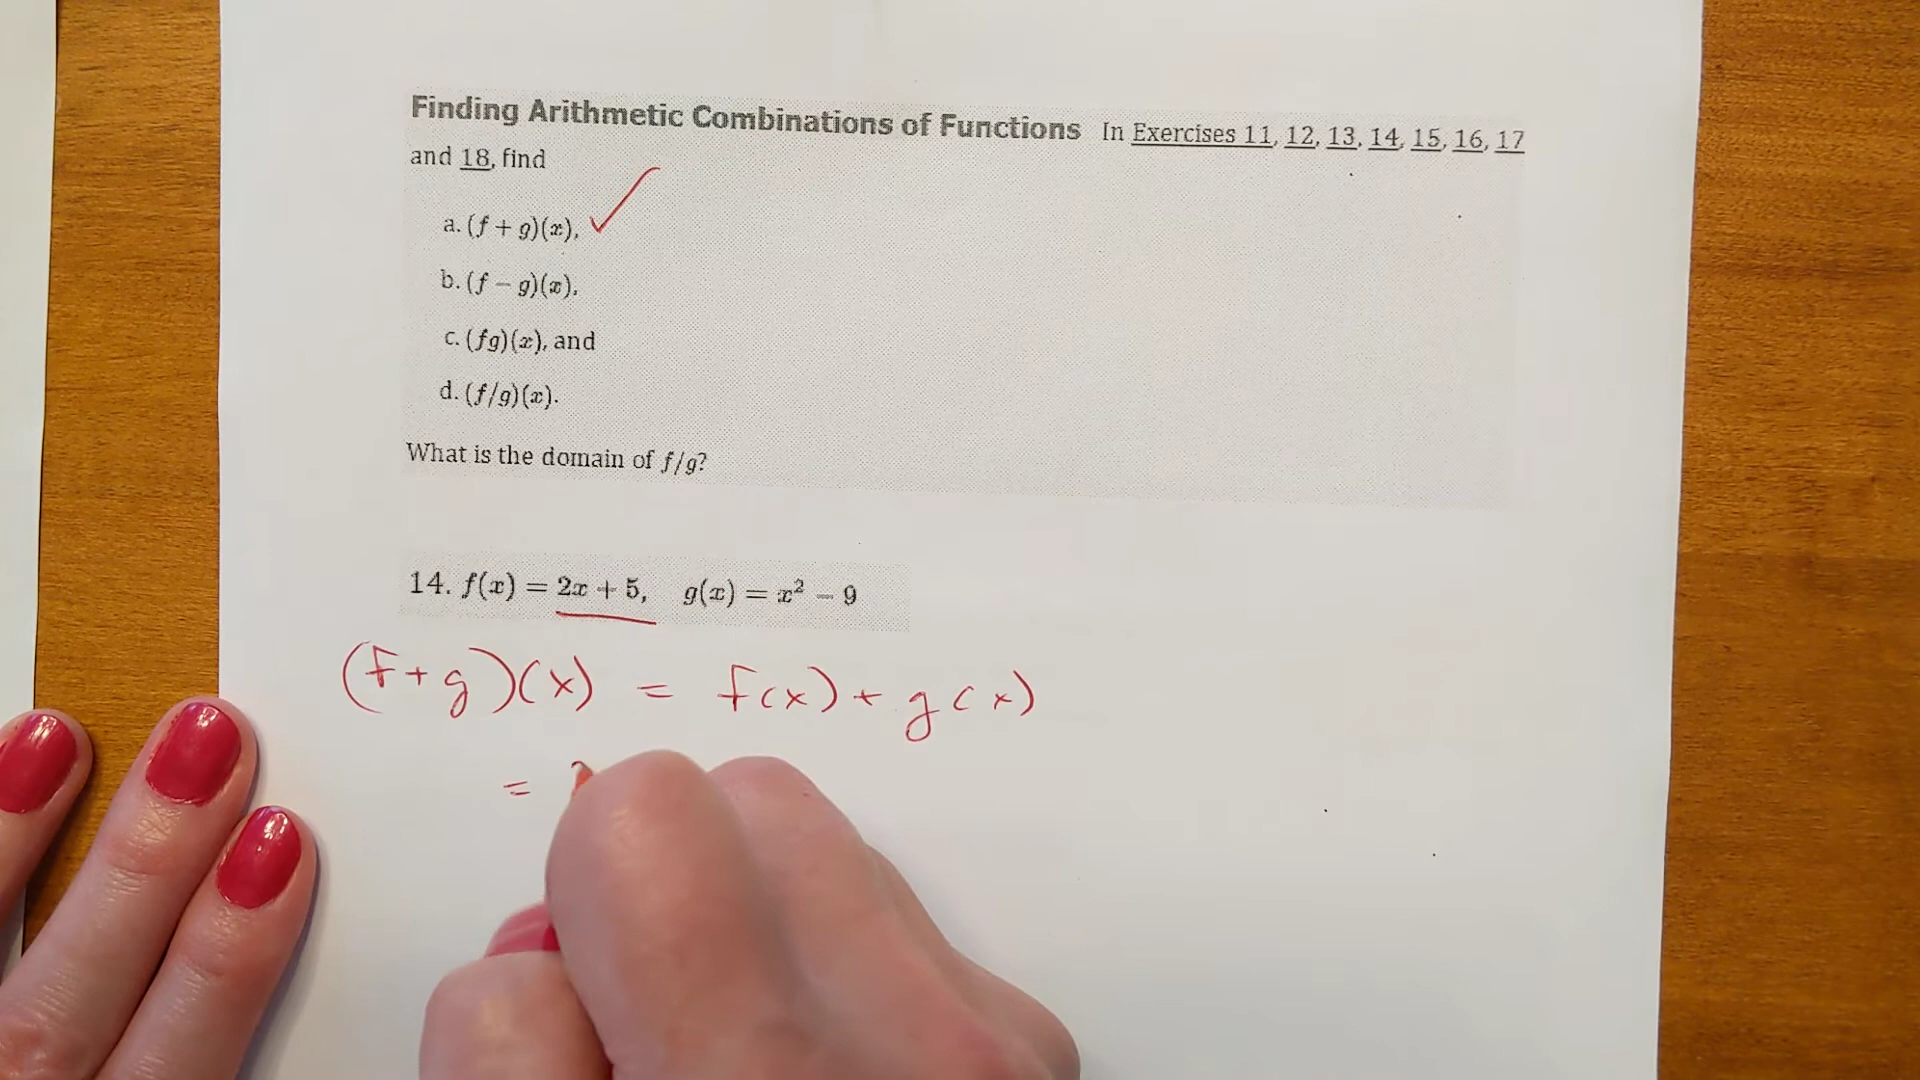 Finding Arithmetic Combinations of Functions In Exercises 11, 12, 13, 14, 15, 16, 17
and 18, find
a. (f + g)(x),
b. (f − g)(x),
c. (fg)(x), and
d. (f/g)(x).
What is the domain of f/g?
14. f(x) = 2x + 5, g(x) = x² − 9
(f+g)(x) = f(x) + g(x)
=